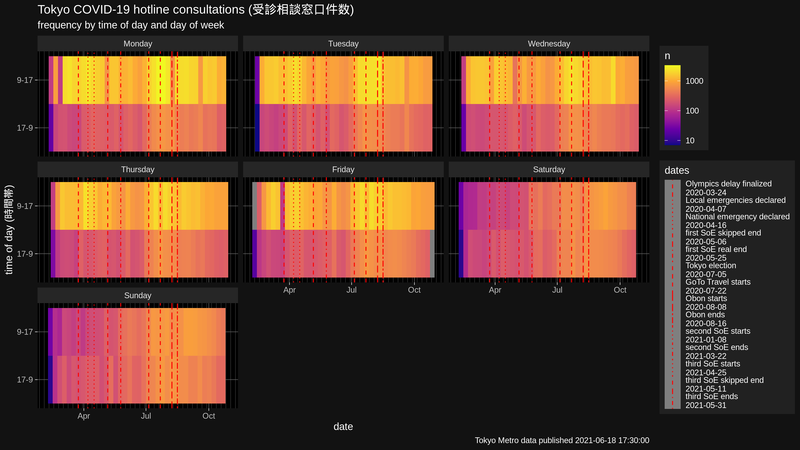 Tokyo COVID-19 hotline consultations (受診相談窓口件数)
frequency by time of day and day of week
Monday
Tuesday
Wednesday
9-17
17-9
Thursday
Friday
Saturday
9-17
17-9
Apr
Jul
Oct
Apr
Jul
Oct
Sunday
9-17
17-9
Apr
Jul
Oct
time of day (時間帯)
date
n
1000
100
10
dates
Olympics delay finalized
2020-03-24
Local emergencies declared
2020-04-07
National emergency declared
2020-04-16
first SoE skipped end
2020-05-06
first SoE real end
2020-05-25
Tokyo election
2020-07-05
GoTo Travel starts
2020-07-22
Obon starts
2020-08-08
Obon ends
2020-08-16
second SoE starts
2021-01-08
second SoE ends
2021-03-22
third SoE starts
2021-04-25
third SoE skipped end
2021-05-11
third SoE ends
2021-05-31
Tokyo Metro data published 2021-06-18 17:30:00